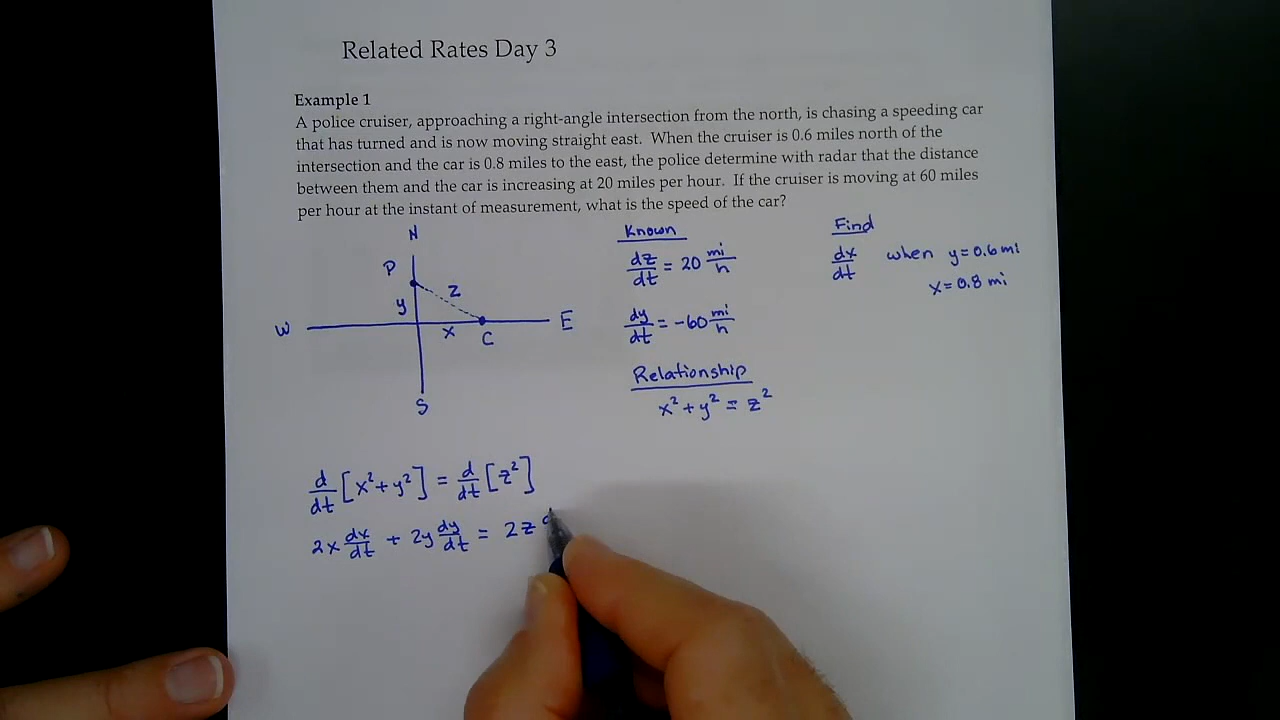 Related Rates Day 3
Example 1
A police cruiser, approaching a right-angle intersection from the north, is chasing a speeding car
that has turned and is now moving straight east. When the cruiser is 0.6 miles north of the
intersection and the car is 0.8 miles to the east, the police determine with radar that the distance
between them and the car is increasing at 20 miles per hour. If the cruiser is moving at 60 miles
per hour at the instant of measurement, what is the speed of the car?
N
P
z
y
W
x
C
E
S
Known
dz/dt = 20 mi/h
dy/dt = -60 mi/h
Relationship
x² + y² = z²
Find
dx/dt when y = 0.6 mi
x = 0.8 mi
d/dt [x² + y²] = d/dt [z²]
2x dx/dt + 2y dy/dt = 2z